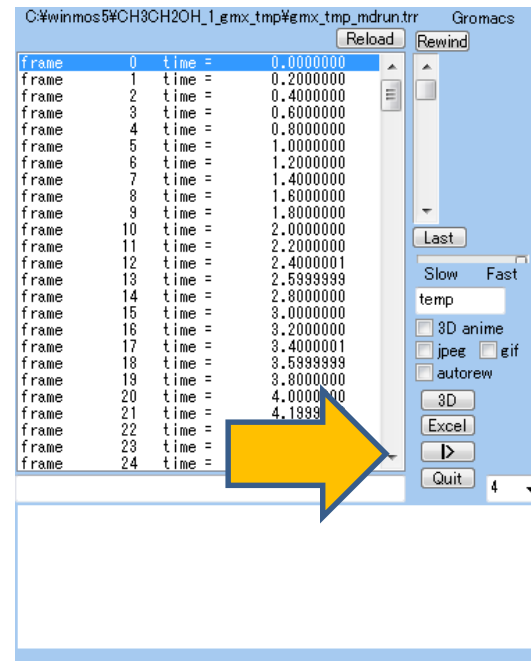 C:¥winmos5¥CH3CH2OH_1_gmx_tmp¥gmx_tmp_mdrun.trr Gromacs
Reload Rewind
frame 0 time = 0.0000000
frame 1 time = 0.2000000
frame 2 time = 0.4000000
frame 3 time = 0.6000000
frame 4 time = 0.8000000
frame 5 time = 1.0000000
frame 6 time = 1.2000000
frame 7 time = 1.4000000
frame 8 time = 1.6000000
frame 9 time = 1.8000000
frame 10 time = 2.0000000
frame 11 time = 2.2000000
frame 12 time = 2.4000001
frame 13 time = 2.5999999
frame 14 time = 2.8000000
frame 15 time = 3.0000000
frame 16 time = 3.2000000
frame 17 time = 3.4000001
frame 18 time = 3.5999999
frame 19 time = 3.8000000
frame 20 time =
frame 21 time =
frame 22 time =
frame 23 time =
frame 24 time =
Last
Slow Fast
temp
3D anime
jpeg gif
autorew
3D
Excel
|>
Quit 4